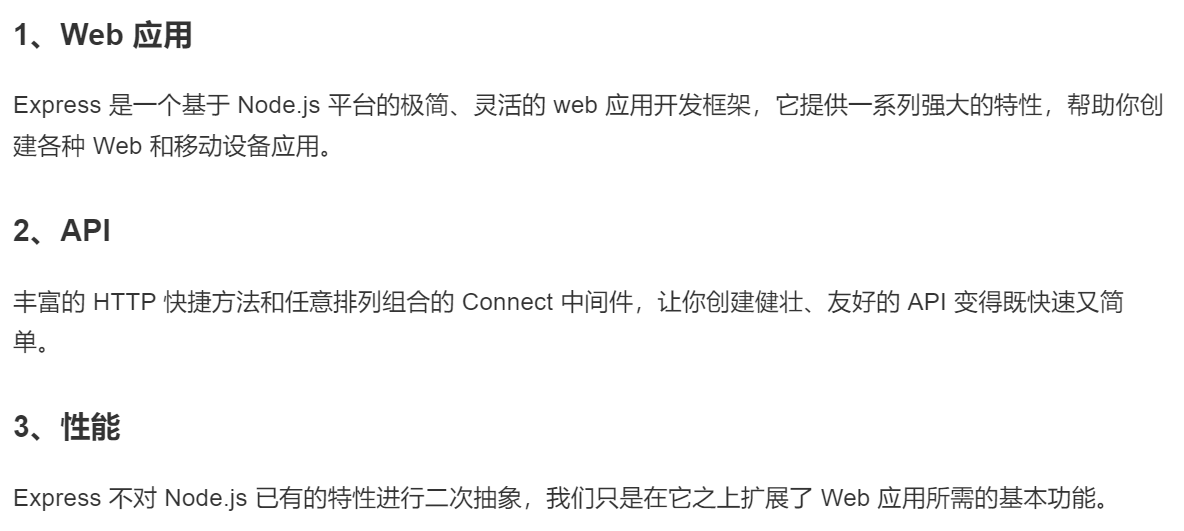 1、Web 应用
Express 是一个基于 Node.js 平台的极简、灵活的 web 应用开发框架，它提供一系列强大的特性，帮助你创
建各种 Web 和移动设备应用。
2、API
丰富的 HTTP 快捷方法和任意排列组合的 Connect 中间件，让你创建健壮、友好的 API 变得既快速又简
单。
3、性能
Express 不对 Node.js 已有的特性进行二次抽象，我们只是在它之上扩展了 Web 应用所需的基本功能。